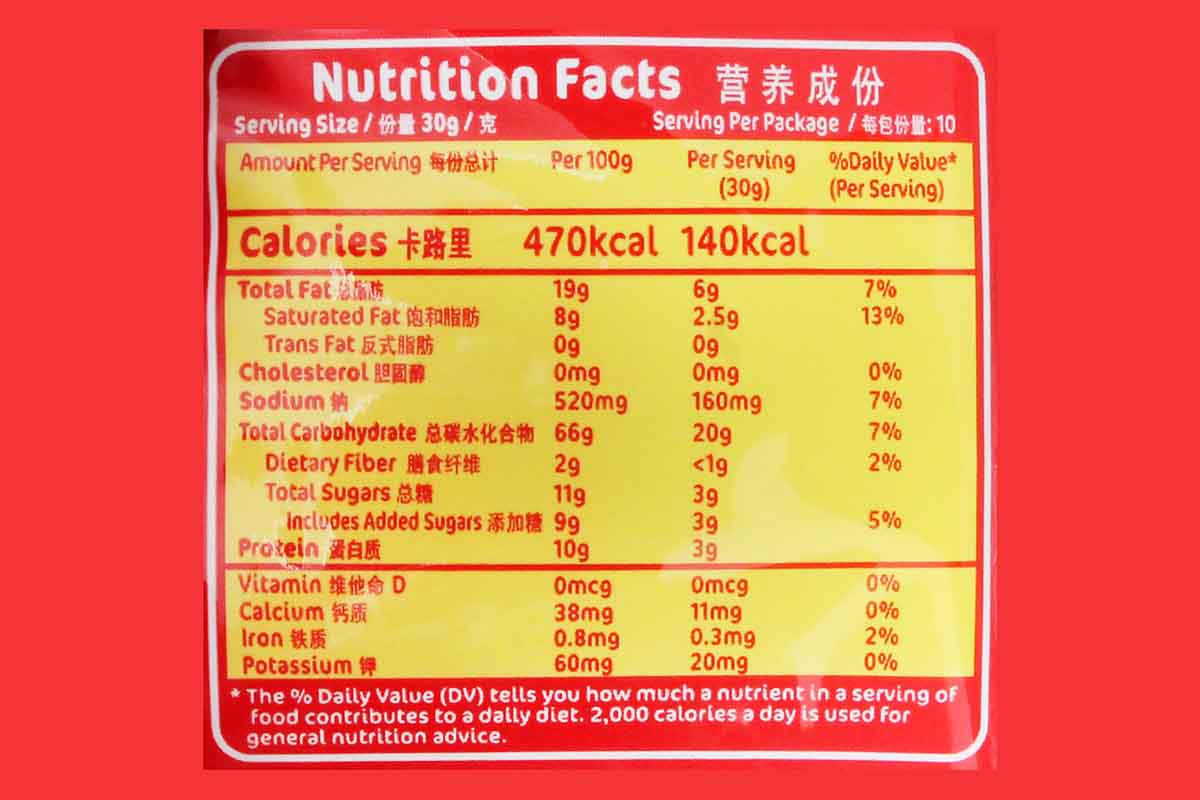 Nutrition Facts 营养成份
Serving Size / 份量 30g / 克 Serving Per Package / 每包份量: 10
Amount Per Serving 每份总计 Per 100g Per Serving %Daily Value*
(30g) (Per Serving)
Calories 卡路里 470kcal 140kcal
Total Fat 总脂肪 19g 6g 7%
Saturated Fat 饱和脂肪 8g 2.5g 13%
Trans Fat 反式脂肪 0g 0g
Cholesterol 胆固醇 0mg 0mg 0%
Sodium 钠 520mg 160mg 7%
Total Carbohydrate 总碳水化合物 66g 20g 7%
Dietary Fiber 膳食纤维 2g <1g 2%
Total Sugars 总糖 11g 3g
Includes Added Sugars 添加糖 9g 3g 5%
Protein 蛋白质 10g 3g
Vitamin 维他命 D 0mcg 0mcg 0%
Calcium 钙质 38mg 11mg 0%
Iron 铁质 0.8mg 0.3mg 2%
Potassium 钾 60mg 20mg 0%
* The % Daily Value (DV) tells you how much a nutrient in a serving of
food contributes to a daily diet. 2,000 calories a day is used for
general nutrition advice.